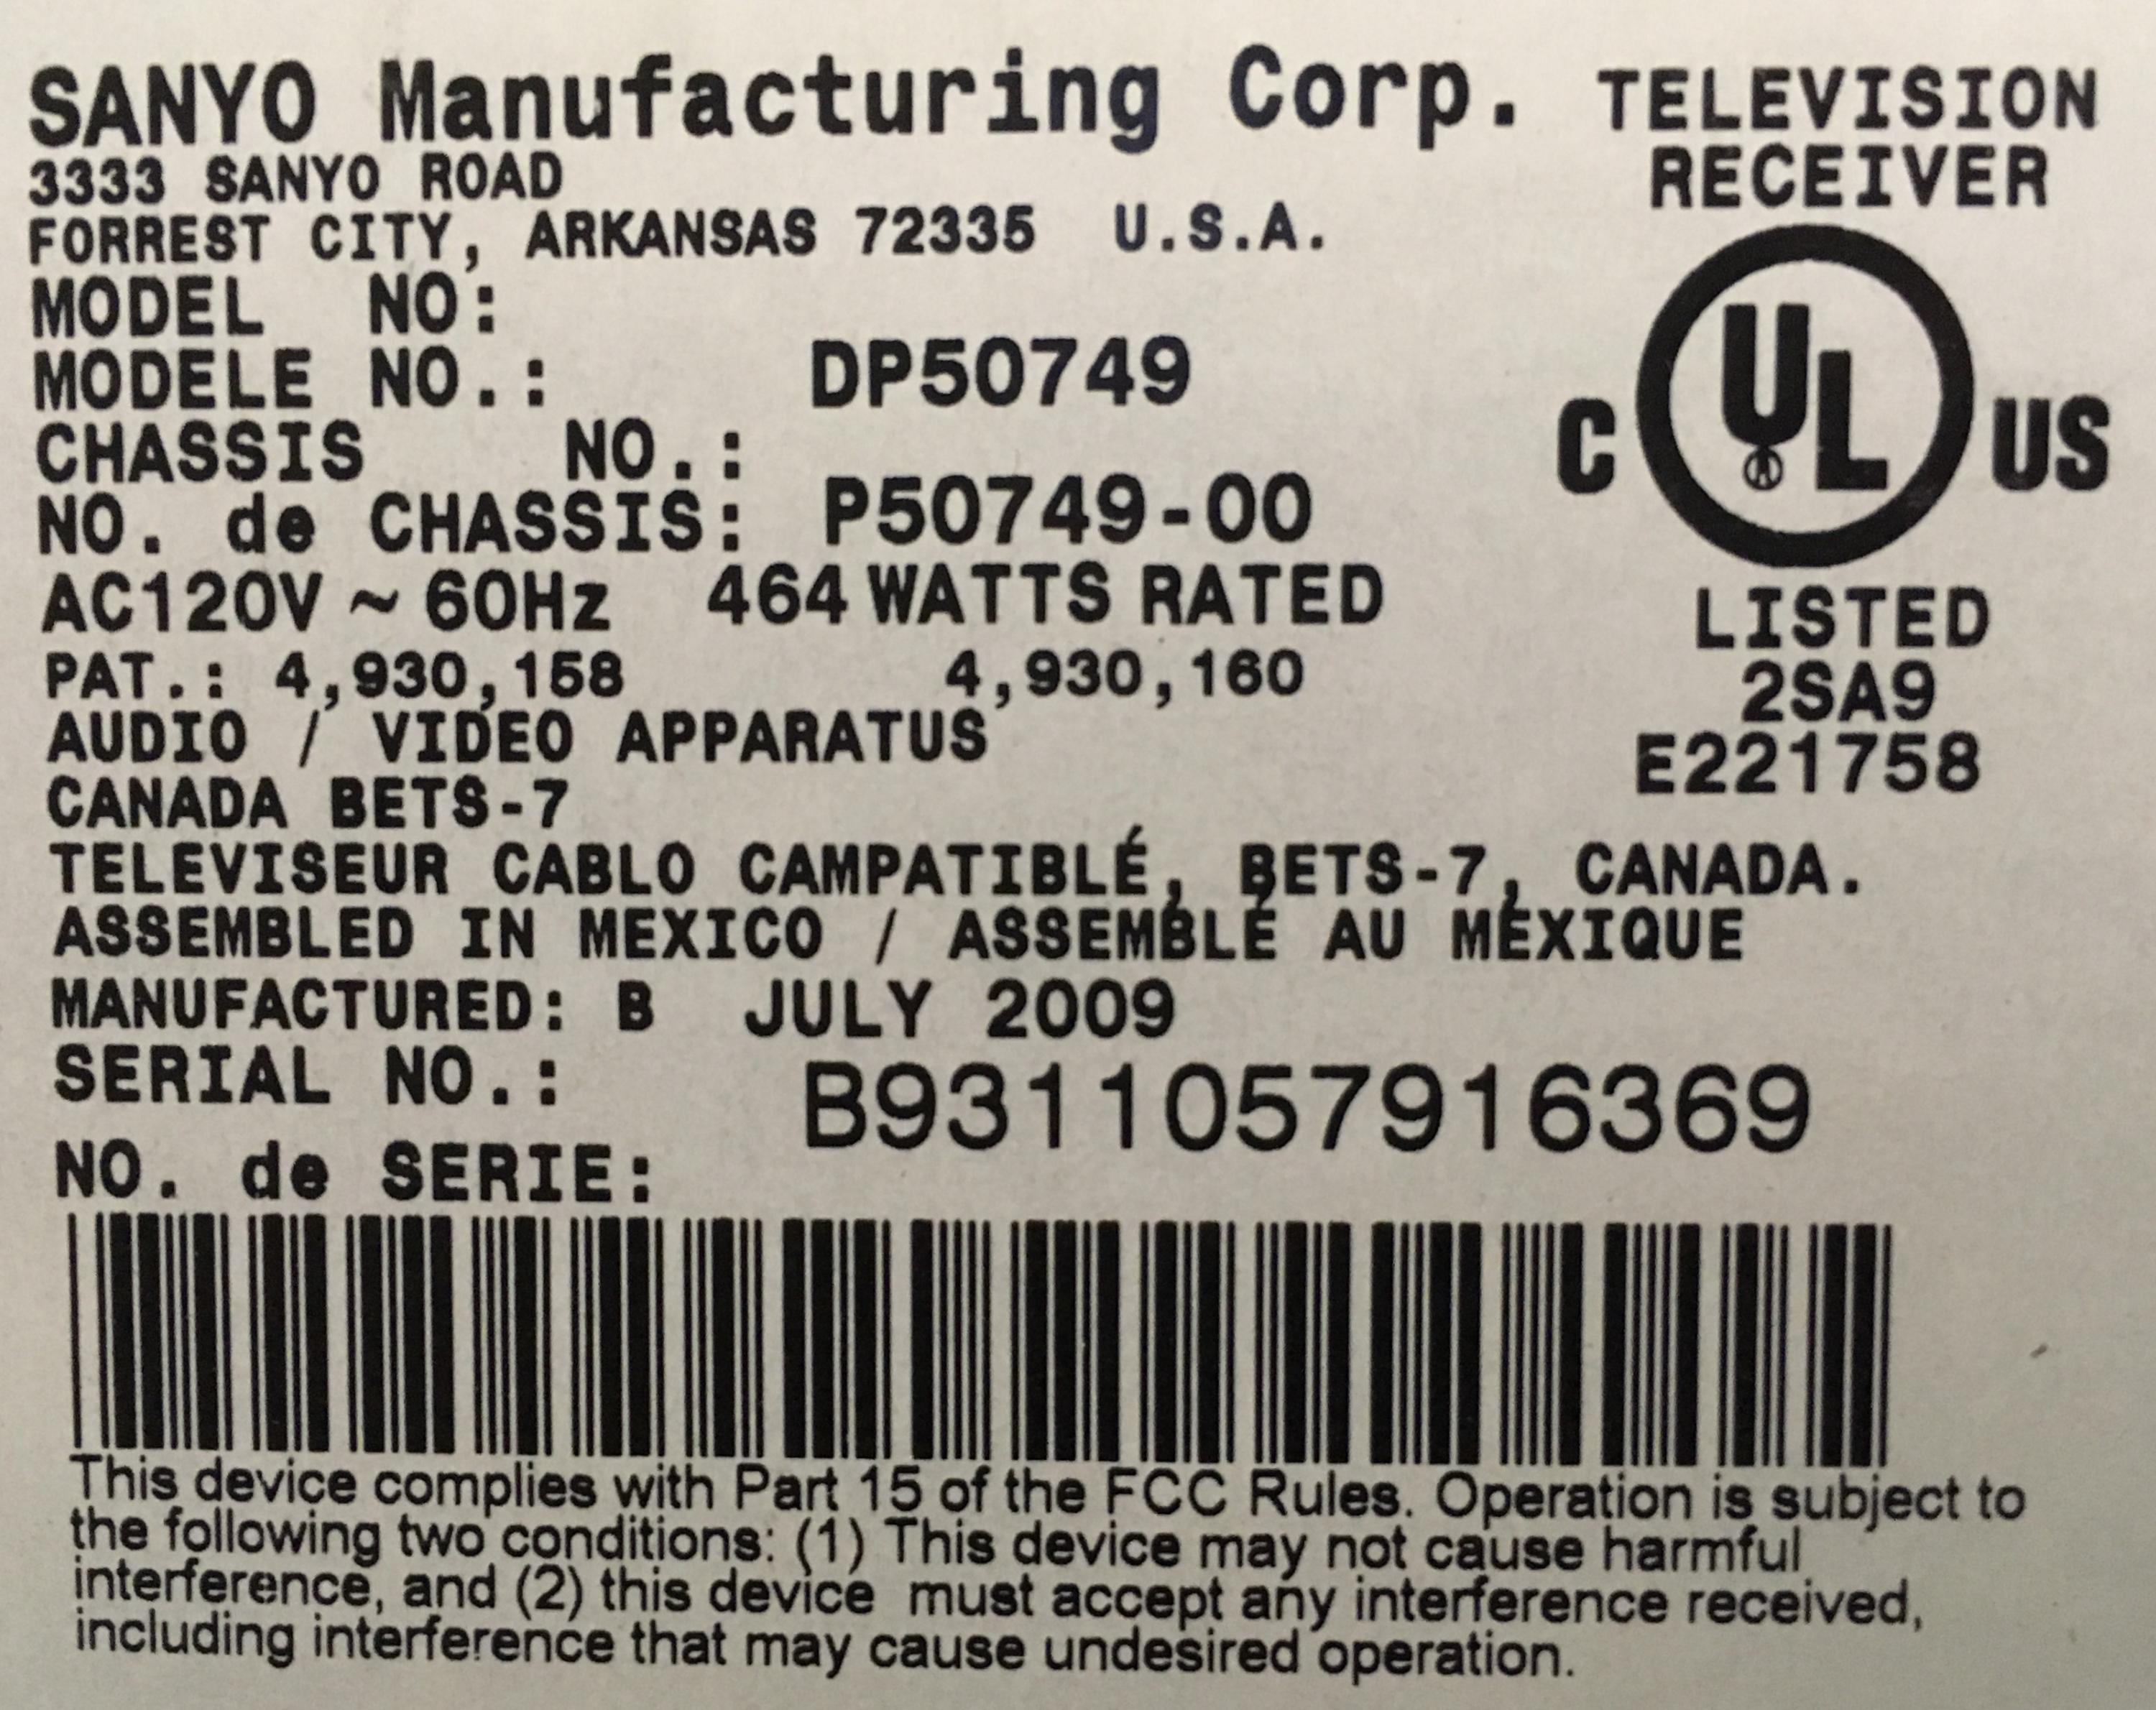 SANYO Manufacturing Corp.
TELEVISION
RECEIVER
3333 SANYO ROAD
FORREST CITY, ARKANSAS 72335 U.S.A.
MODEL NO:
MODELE NO.: DP50749
CHASSIS NO.:
NO. de CHASSIS: P50749-00
C UL US
LISTED
2SA9
E221758
AC120V ~ 60Hz 464 WATTS RATED
PAT.: 4,930,158 4,930,160
AUDIO / VIDEO APPARATUS
CANADA BETS-7
TELEVISEUR CABLO CAMPATIBLÉ, BETS-7, CANADA.
ASSEMBLED IN MEXICO / ASSEMBLÉ AU MÉXIQUE
MANUFACTURED: B JULY 2009
SERIAL NO.: B9311057916369
NO. de SERIE:
This device complies with Part 15 of the FCC Rules. Operation is subject to
the following two conditions: (1) This device may not cause harmful
interference, and (2) this device must accept any interference received,
including interference that may cause undesired operation.